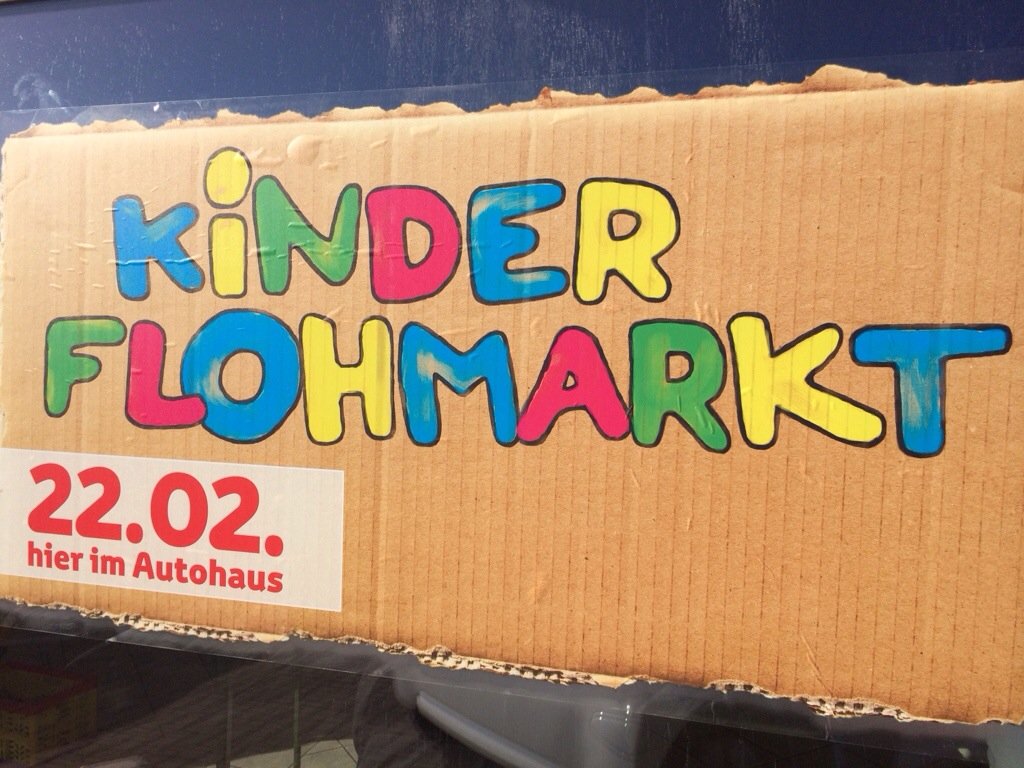 KiNDER
FLOHMARKT
22.02.
hier im Autohaus